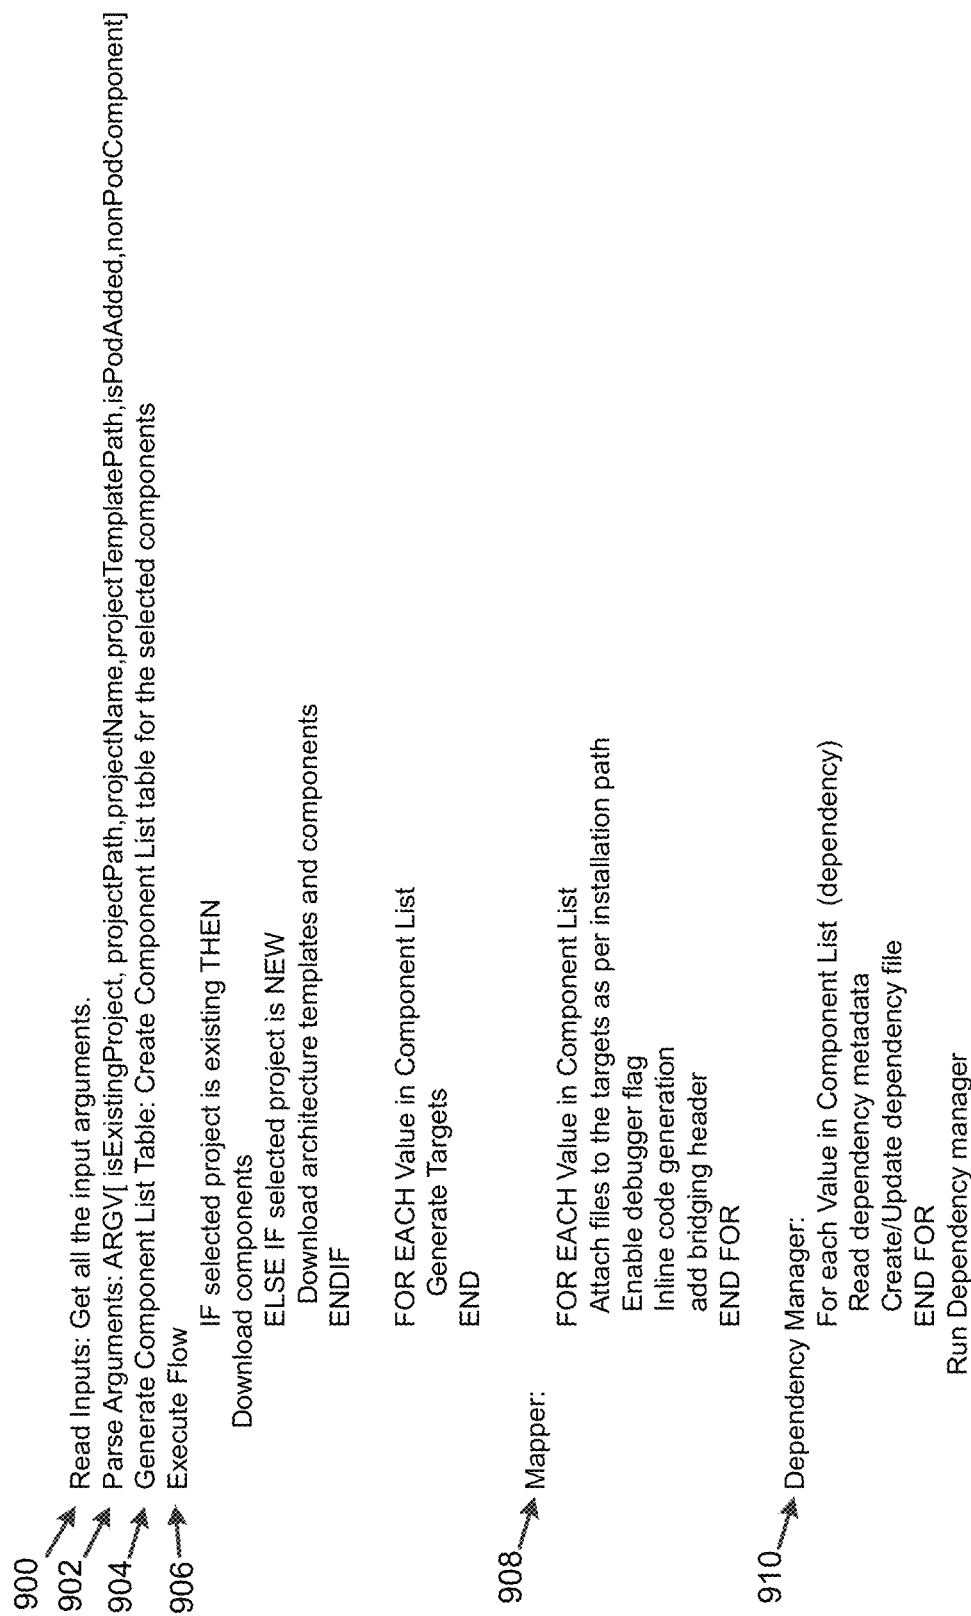 900 Read Inputs: Get all the input arguments.
902 Parse Arguments: ARGV[ isExistingProject, projectPath,projectName,projectTemplatePath,isPodAdded,nonPodComponent]
904 Generate Component List Table: Create Component List table for the selected components
906 Execute Flow
IF selected project is existing THEN
Download components
ELSE IF selected project is NEW
Download architecture templates and components
ENDIF
FOR EACH Value in Component List
Generate Targets
END
908 Mapper:
FOR EACH Value in Component List
Attach files to the targets as per installation path
Enable debugger flag
Inline code generation
add bridging header
END FOR
910 Dependency Manager:
For each Value in Component List (dependency)
Read dependency metadata
Create/Update dependency file
END FOR
Run Dependency manager